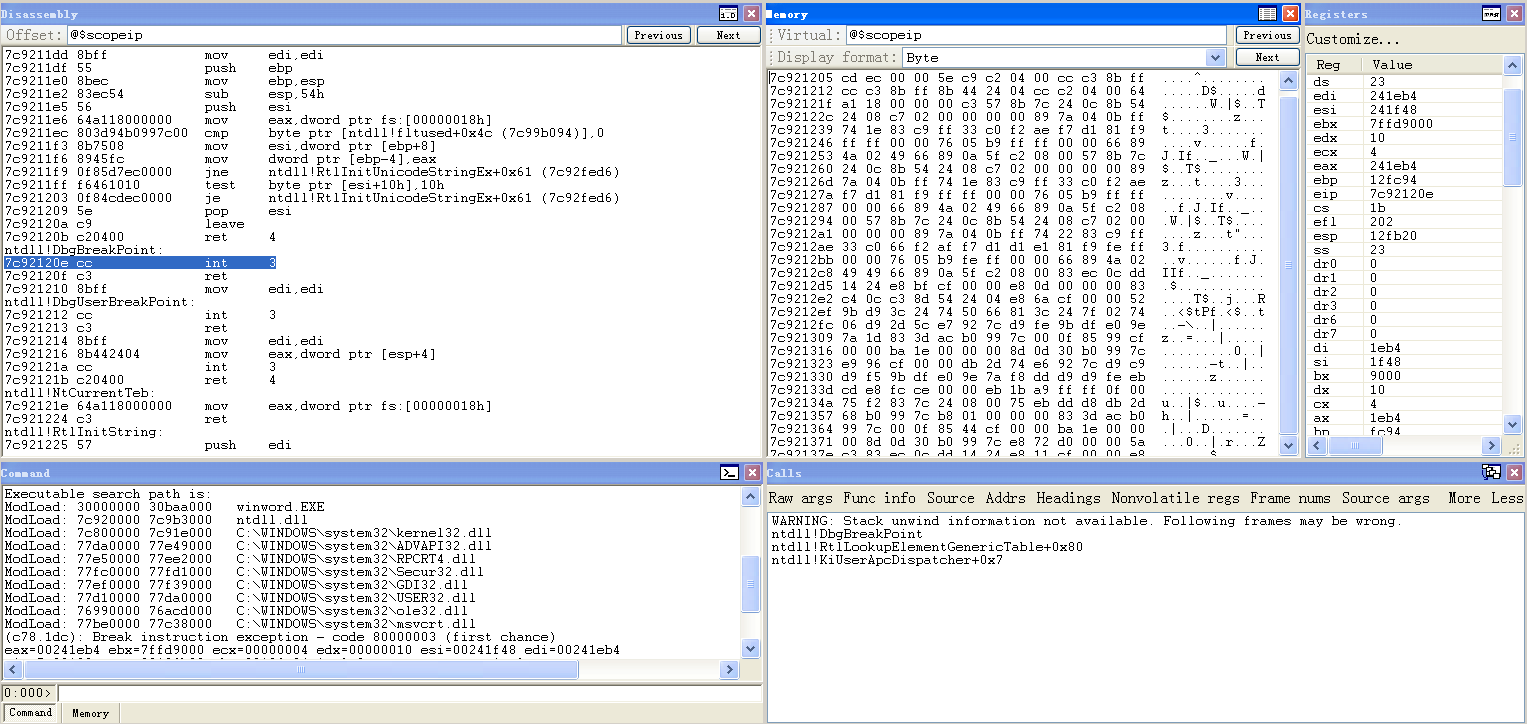 Disassembly
Offset: @$scopeip
Previous
Next
7c9211dd 8bff mov edi,edi
7c9211df 55 push ebp
7c9211e0 8bec mov ebp,esp
7c9211e2 83ec54 sub esp,54h
7c9211e5 56 push esi
7c9211e6 64a118000000 mov eax,dword ptr fs:[00000018h]
7c9211ec 803d94b0997c00 cmp byte ptr [ntdll!fltused+0x4c (7c99b094)],0
7c9211f3 8b7508 mov esi,dword ptr [ebp+8]
7c9211f6 8945fc mov dword ptr [ebp-4],eax
7c9211f9 0f85d7ec0000 jne ntdll!RtlInitUnicodeStringEx+0x61 (7c92fed6)
7c9211ff f6461010 test byte ptr [esi+10h],10h
7c921203 0f84cdec0000 je ntdll!RtlInitUnicodeStringEx+0x61 (7c92fed6)
7c921209 5e pop esi
7c92120a c9 leave
7c92120b c20400 ret 4
ntdll!DbgBreakPoint:
7c92120e cc int 3
7c92120f c3 ret
7c921210 8bff mov edi,edi
ntdll!DbgUserBreakPoint:
7c921212 cc int 3
7c921213 c3 ret
7c921214 8bff mov edi,edi
7c921216 8b442404 mov eax,dword ptr [esp+4]
7c92121a cc int 3
7c92121b c20400 ret 4
ntdll!NtCurrentTeb:
7c92121e 64a118000000 mov eax,dword ptr fs:[00000018h]
7c921224 c3 ret
ntdll!RtlInitString:
7c921225 57 push edi
Memory
Virtual: @$scopeip
Previous
Display format: Byte
Next
7c921205 cd ec 00 00 5e c9 c2 04 00 cc c3 8b ff ....^........
7c921212 cc c3 8b ff 8b 44 24 04 cc c2 04 00 64 .....D$.....d
7c92121f a1 18 00 00 00 c3 57 8b 7c 24 0c 8b 54 ......W.|$..T
7c92122c 24 08 c7 02 00 00 00 00 89 7a 04 0b ff $........z...
7c921239 74 1e 83 c9 ff 33 c0 f2 ae f7 d1 81 f9 t....3.......
7c921246 ff ff 00 00 76 05 b9 ff ff 00 00 66 89 ....v......f.
7c921253 4a 02 49 66 89 0a 5f c2 08 00 57 8b 7c J.If.._...W.|
7c921260 24 0c 8b 54 24 08 c7 02 00 00 00 00 89 $..T$........
7c92126d 7a 04 0b ff 74 1e 83 c9 ff 33 c0 f2 ae z...t....3...
7c92127a f7 d1 81 f9 ff ff 00 00 76 05 b9 ff ff ........v....
7c921287 00 00 66 89 4a 02 49 66 89 0a 5f c2 08 ..f.J.If.._..
7c921294 00 57 8b 7c 24 0c 8b 54 24 08 c7 02 00 .W.|$..T$....
7c9212a1 00 00 00 89 7a 04 0b ff 74 22 83 c9 ff ....z...t"...
7c9212ae 33 c0 66 f2 af f7 d1 d1 e1 81 f9 fe ff 3.f..........
7c9212bb 00 00 76 05 b9 fe ff 00 00 66 89 4a 02 ..v......f.J.
7c9212c8 49 49 66 89 0a 5f c2 08 00 83 ec 0c dd IIf.._.......
7c9212d5 14 24 e8 bf cf 00 00 e8 0d 00 00 00 83 .$...........
7c9212e2 c4 0c c3 8d 54 24 04 e8 6a cf 00 00 52 ....T$..j...R
7c9212ef 9b d9 3c 24 74 50 66 81 3c 24 7f 02 74 ..<$tPf.<$..t
7c9212fc 06 d9 2d 5c e7 92 7c d9 fe 9b df e0 9e ..-\..|......
7c921309 7a 1d 83 3d ac b0 99 7c 00 0f 85 99 cf z..=...|.....
7c921316 00 00 ba 1e 00 00 00 8d 0d 30 b0 99 7c .........0..|
7c921323 e9 96 cf 00 00 db 2d 74 e6 92 7c d9 c9 ......-t..|..
7c921330 d9 f5 9b df e0 9e 7a f8 dd d9 d9 fe eb ......z......
7c92133d cd e8 fc ce 00 00 eb 1b a9 ff ff 0f 00 .............
7c92134a 75 f2 83 7c 24 08 00 75 eb dd d8 db 2d u..|$..u....-
7c921357 68 b0 99 7c b8 01 00 00 00 83 3d ac b0 h..|......=..
7c921364 99 7c 00 0f 85 44 cf 00 00 ba 1e 00 00 .|...D.......
7c921371 00 8d 0d 30 b0 99 7c e8 72 d0 00 00 5a ...0..|.r...Z
7c92137e c3 83 ec 0c dd 14 24 e8 11 cf 00 00 e8 ......$......
Registers
Customize...
Reg Value
ds 23
edi 241eb4
esi 241f48
ebx 7ffd9000
edx 10
ecx 4
eax 241eb4
ebp 12fc94
eip 7c92120e
cs 1b
efl 202
esp 12fb20
ss 23
dr0 0
dr1 0
dr2 0
dr3 0
dr6 0
dr7 0
di 1eb4
si 1f48
bx 9000
dx 10
cx 4
ax 1eb4
bp fc94
Command
Executable search path is:
ModLoad: 30000000 30baa000 winword.EXE
ModLoad: 7c920000 7c9b3000 ntdll.dll
ModLoad: 7c800000 7c91e000 C:\WINDOWS\system32\kernel32.dll
ModLoad: 77da0000 77e49000 C:\WINDOWS\system32\ADVAPI32.dll
ModLoad: 77e50000 77ee2000 C:\WINDOWS\system32\RPCRT4.dll
ModLoad: 77fc0000 77fd1000 C:\WINDOWS\system32\Secur32.dll
ModLoad: 77ef0000 77f39000 C:\WINDOWS\system32\GDI32.dll
ModLoad: 77d10000 77da0000 C:\WINDOWS\system32\USER32.dll
ModLoad: 76990000 76acd000 C:\WINDOWS\system32\ole32.dll
ModLoad: 77be0000 77c38000 C:\WINDOWS\system32\msvcrt.dll
(c78.1dc): Break instruction exception - code 80000003 (first chance)
eax=00241eb4 ebx=7ffd9000 ecx=00000004 edx=00000010 esi=00241f48 edi=00241eb4
0:000>
Command
Memory
Calls
Raw args Func info Source Addrs Headings Nonvolatile regs Frame nums Source args More Less
WARNING: Stack unwind information not available. Following frames may be wrong.
ntdll!DbgBreakPoint
ntdll!RtlLookupElementGenericTable+0x80
ntdll!KiUserApcDispatcher+0x7